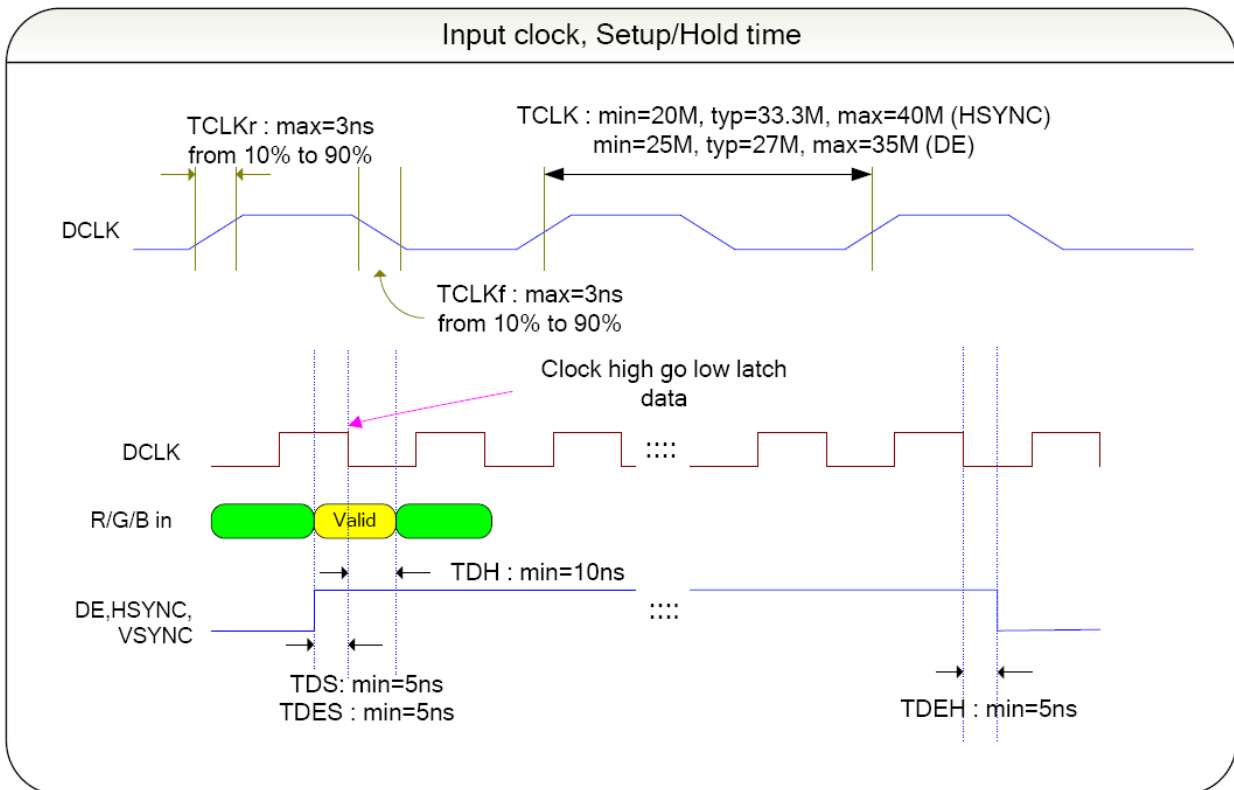 Input clock, Setup/Hold time
TCLKr : max=3ns
from 10% to 90%
TCLK : min=20M, typ=33.3M, max=40M (HSYNC)
min=25M, typ=27M, max=35M (DE)
DCLK
TCLKf : max=3ns
from 10% to 90%
Clock high go low latch
data
DCLK
::::
R/G/B in
Valid
TDH : min=10ns
DE,HSYNC,
VSYNC
::::
TDS: min=5ns
TDES : min=5ns
TDEH : min=5ns